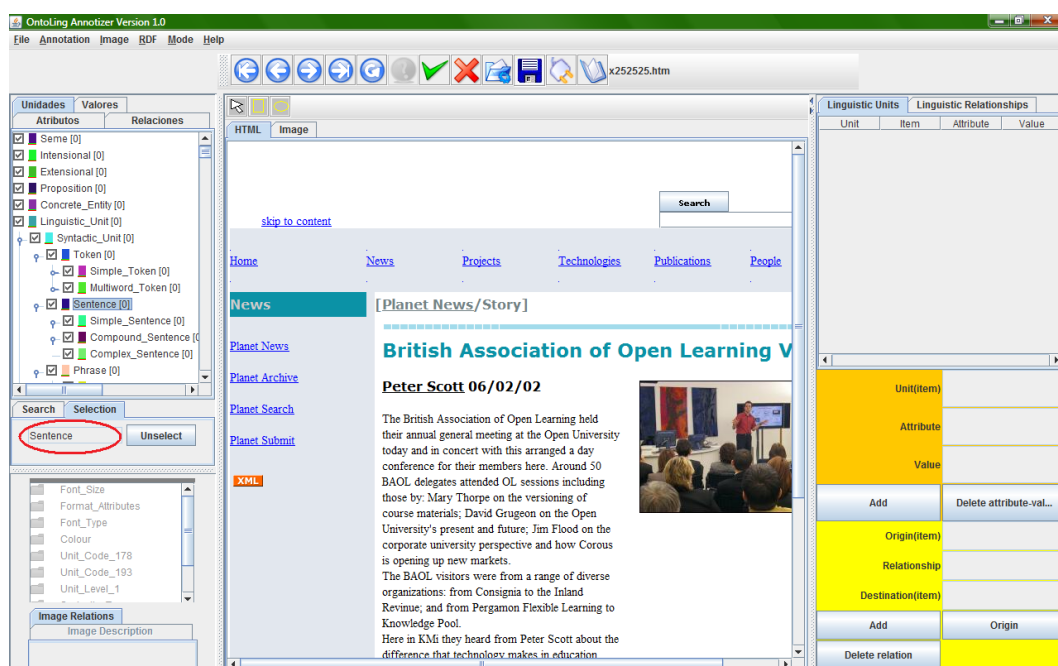 OntoLing Annotizer Version 1.0
File Annotation Image RDF Mode Help
x252525.htm
Unidades Valores
Atributos Relaciones
Seme [0]
Intensional [0]
Extensional [0]
Proposition [0]
Concrete_Entity [0]
Linguistic_Unit [0]
Syntactic_Unit [0]
Token [0]
Simple_Token [0]
Multiword_Token [0]
Sentence [0]
Simple_Sentence [0]
Compound_Sentence [0
Complex_Sentence [0]
Phrase [0]
Search Selection
Sentence Unselect
Font_Size
Format_Attributes
Font_Type
Colour
Unit_Code_178
Unit_Code_193
Unit_Level_1
Image Relations
Image Description
HTML Image
Search
skip to content
Home News Projects Technologies Publications People
News
Planet News
Planet Archive
Planet Search
Planet Submit
XML
[Planet News/Story]
British Association of Open Learning V
Peter Scott 06/02/02
The British Association of Open Learning held
their annual general meeting at the Open University
today and in concert with this arranged a day
conference for their members here. Around 50
BAOL delegates attended OL sessions including
those by: Mary Thorpe on the versioning of
course materials; David Grugeon on the Open
University's present and future; Jim Flood on the
corporate university perspective and how Corous
is opening up new markets.
The BAOL visitors were from a range of diverse
organizations: from Consignia to the Inland
Revinue; and from Pergamon Flexible Learning to
Knowledge Pool.
Here in KMi they heard from Peter Scott about the
difference that technology makes in education
Linguistic Units Linguistic Relationships
Unit Item Attribute Value
Unit(item)
Attribute
Value
Add Delete attribute-val...
Origin(item)
Relationship
Destination(item)
Add Origin
Delete relation